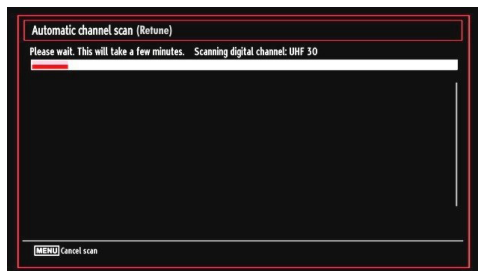 Automatic channel scan (Retune)
Please wait. This will take a few minutes. Scanning digital channel: UHF 30
MENU Cancel scan